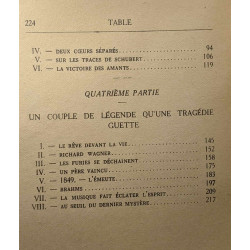 224 TABLE
IV. — DEUX CŒURS SÉPARÉS. 94
V. — SUR LES TRACES DE SCHUBERT 106
VI. — LA VICTOIRE DES AMANTS. 119
QUATRIÈME PARTIE
UN COUPLE DE LÉGENDE QU'UNE TRAGÉDIE
GUETTE
I. — LE RÊVE DEVANT LA VIE 145
II. — RICHARD WAGNER 152
III. — LES FURIES SE DÉCHAINENT 158
IV. — UN PÈRE VAINCU 175
V. — 1849. — L'ÉMEUTE 183
VI. — BRAHMS 197
VII. — LA MUSIQUE FAIT ÉCLATER L'ESPRIT. 209
VIII. — AU SEUIL DU DERNIER MYSTÈRE. 217